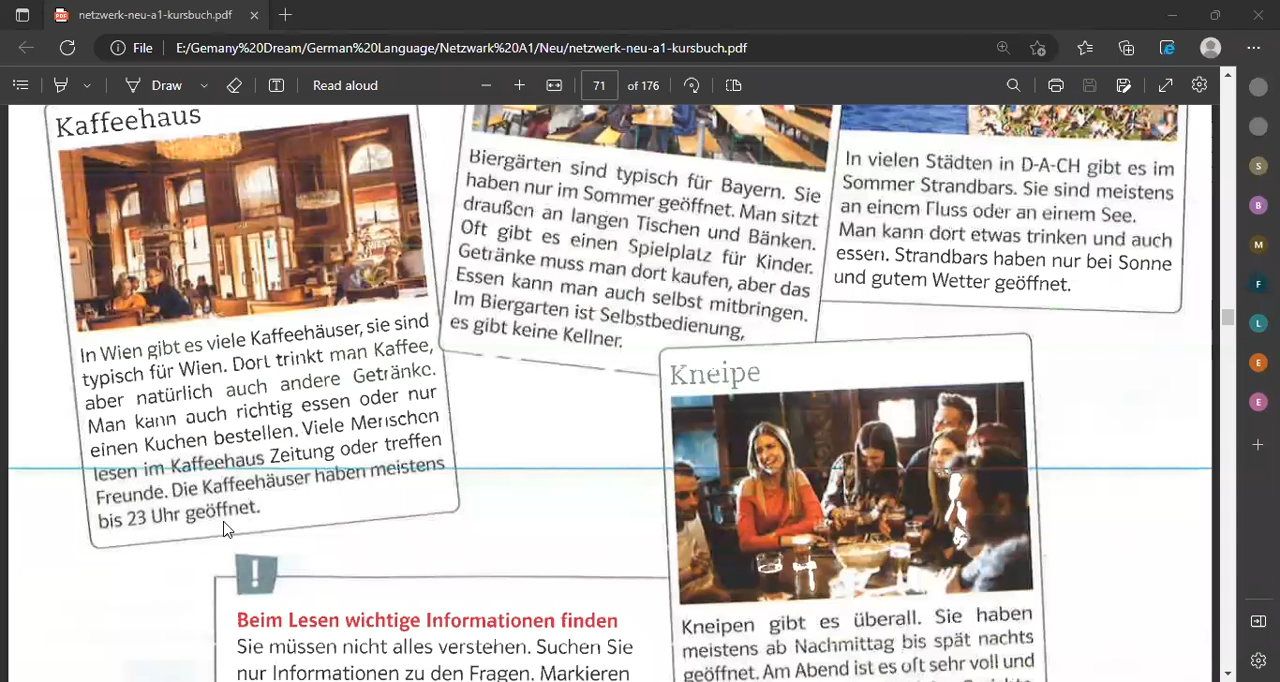 netzwerk-neu-a1-kursbuch.pdf
File
E:/Gemany%20Dream/German%20Language/Netzwark%20A1/Neu/netzwerk-neu-a1-kursbuch.pdf
Draw
Read aloud
71
of 176
Kaffeehaus
In Wien gibt es viele Kaffeehäuser, sie sind
typisch für Wien. Dort trinkt man Kaffee,
aber natürlich auch andere Getränke.
Man kann auch richtig essen oder nur
einen Kuchen bestellen. Viele Menschen
lesen im Kaffeehaus Zeitung oder treffen
Freunde. Die Kaffeehäuser haben meistens
bis 23 Uhr geöffnet.
Biergärten sind typisch für Bayern. Sie
haben nur im Sommer geöffnet. Man sitzt
draußen an langen Tischen und Bänken.
Oft gibt es einen Spielplatz für Kinder.
Getränke muss man dort kaufen, aber das
Essen kann man auch selbst mitbringen.
Im Biergarten ist Selbstbedienung,
es gibt keine Kellner.
In vielen Städten in D-A-CH gibt es im
Sommer Strandbars. Sie sind meistens
an einem Fluss oder an einem See.
Man kann dort etwas trinken und auch
essen. Strandbars haben nur bei Sonne
und gutem Wetter geöffnet.
Kneipe
Kneipen gibt es überall. Sie haben
meistens ab Nachmittag bis spät nachts
geöffnet. Am Abend ist es oft sehr voll und
!
Beim Lesen wichtige Informationen finden
Sie müssen nicht alles verstehen. Suchen Sie
nur Informationen zu den Fragen. Markieren
S
B
M
F
L
E
E